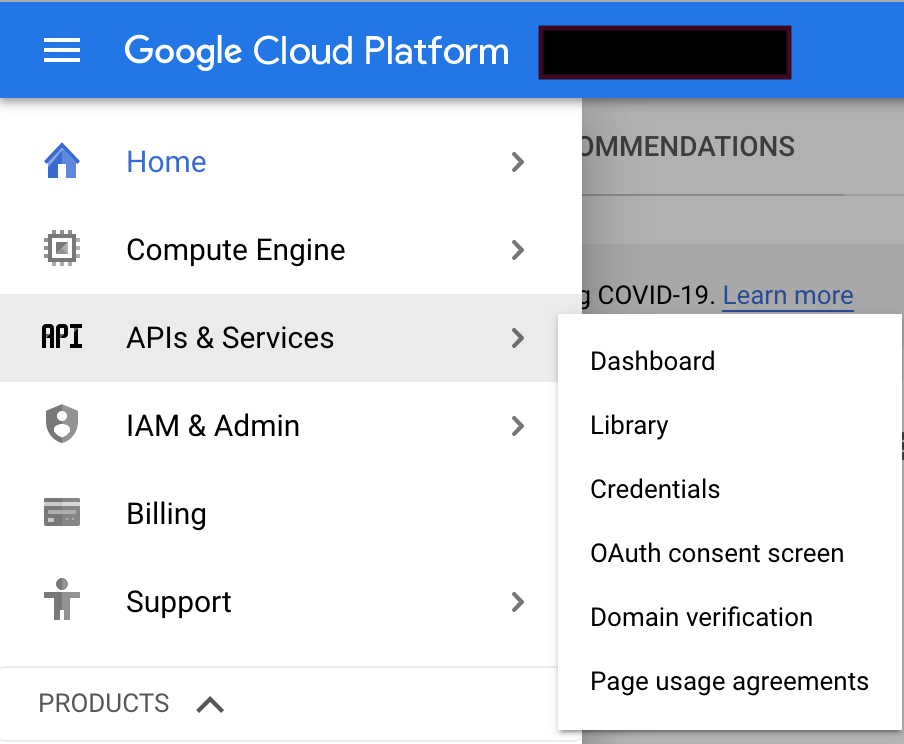 Google Cloud Platform
OMMENDATIONS
Home
Compute Engine
g COVID-19. Learn more
API APIs & Services
Dashboard
Library
IAM & Admin
Credentials
Billing
OAuth consent screen
Support
Domain verification
Page usage agreements
PRODUCTS